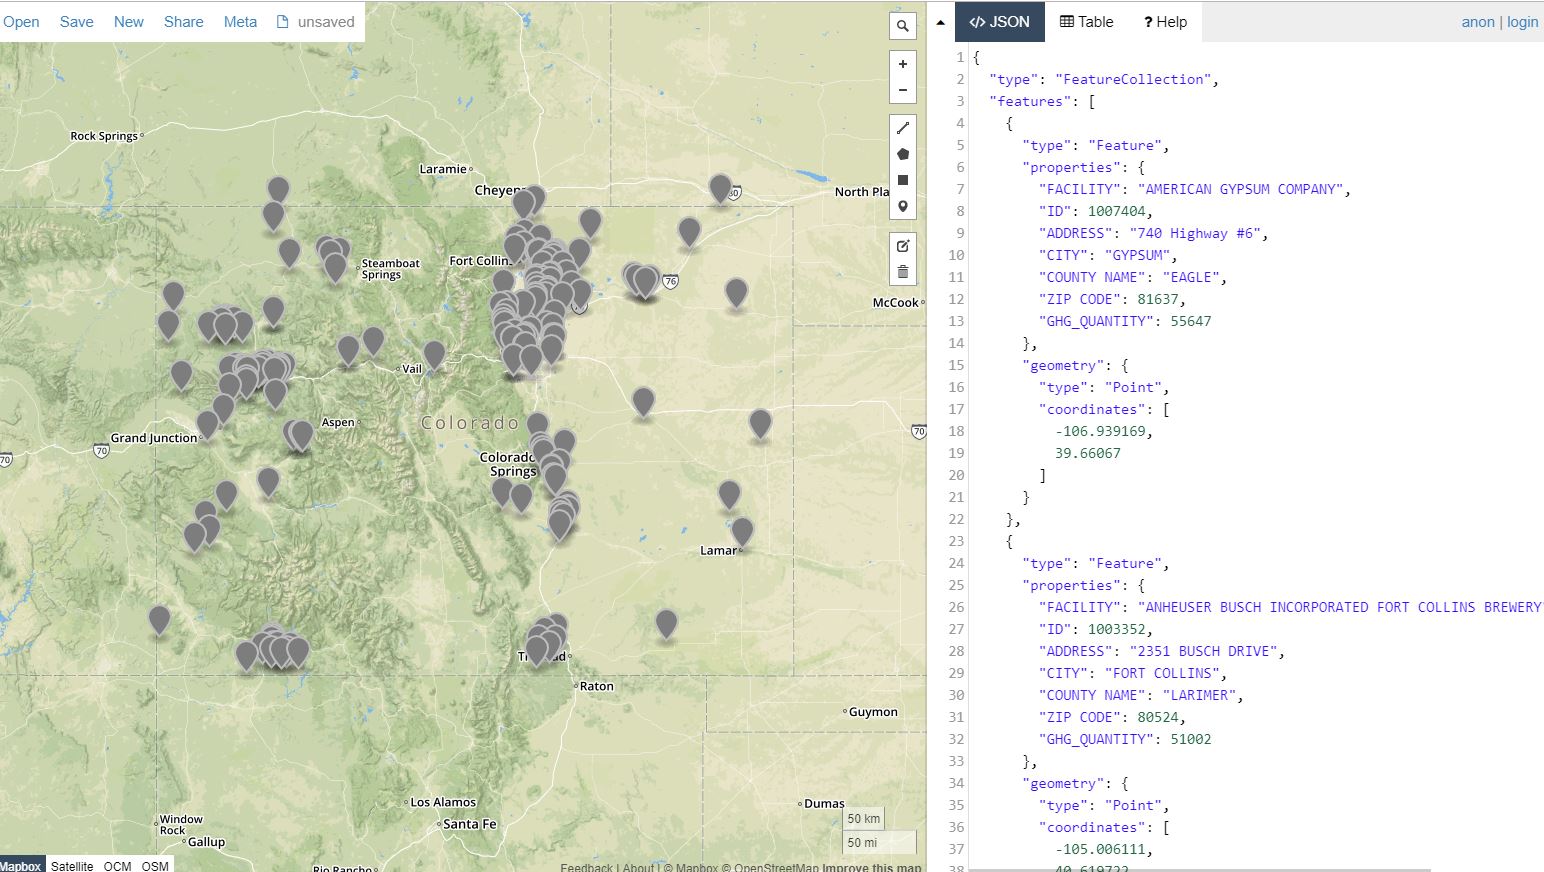 Open Save New Share Meta unsaved
</> JSON Table ? Help
anon | login
+
−
Rock Springs
Laramie
Cheyen
North Pla
80
Steamboat
Springs
Fort Collin
76
McCook
Vail
Aspen
Colorado
Grand Junction
70
70
70
Colorado
Springs
Lamar
Raton
Guymon
Los Alamos
Santa Fe
Dumas
Window
Rock
Gallup
Rio Rancho
50 km
50 mi
Mapbox Satellite OCM OSM
Feedback | About | © Mapbox © OpenStreetMap Improve this map
1 {
2 "type": "FeatureCollection",
3 "features": [
4 {
5 "type": "Feature",
6 "properties": {
7 "FACILITY": "AMERICAN GYPSUM COMPANY",
8 "ID": 1007404,
9 "ADDRESS": "740 Highway #6",
10 "CITY": "GYPSUM",
11 "COUNTY NAME": "EAGLE",
12 "ZIP CODE": 81637,
13 "GHG_QUANTITY": 55647
14 },
15 "geometry": {
16 "type": "Point",
17 "coordinates": [
18 -106.939169,
19 39.66067
20 ]
21 }
22 },
23 {
24 "type": "Feature",
25 "properties": {
26 "FACILITY": "ANHEUSER BUSCH INCORPORATED FORT COLLINS BREWERY"
27 "ID": 1003352,
28 "ADDRESS": "2351 BUSCH DRIVE",
29 "CITY": "FORT COLLINS",
30 "COUNTY NAME": "LARIMER",
31 "ZIP CODE": 80524,
32 "GHG_QUANTITY": 51002
33 },
34 "geometry": {
35 "type": "Point",
36 "coordinates": [
37 -105.006111,
38 40.619722